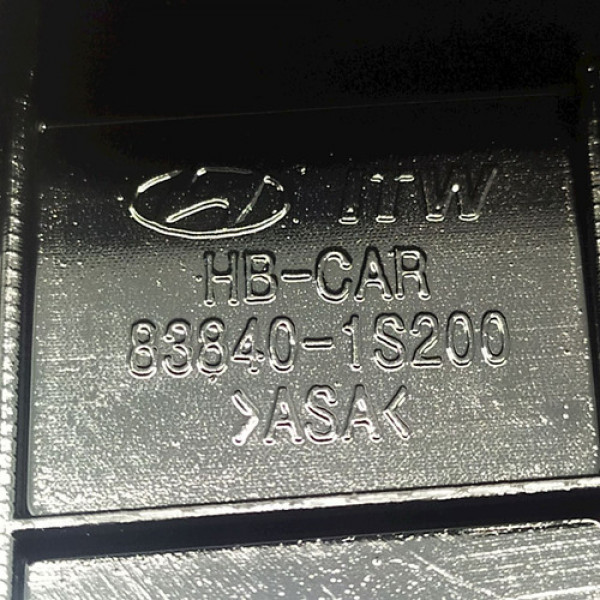 ITW
HB-CAR
83840-1S200
>ASA<